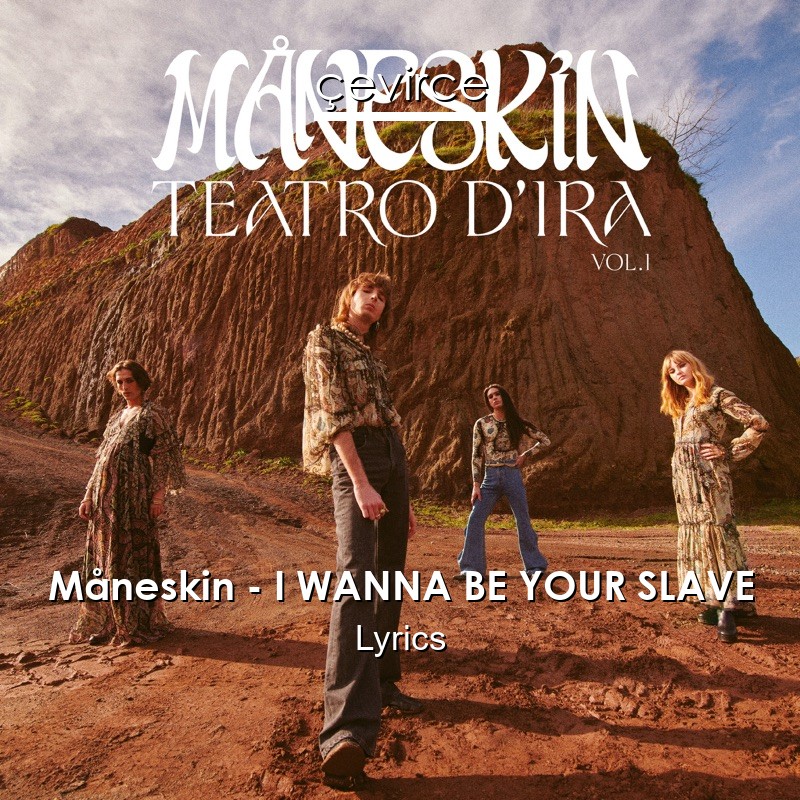 MÅNESKIN
çevirce
TEATRO D'IRA
VOL.I
Måneskin - I WANNA BE YOUR SLAVE
Lyrics